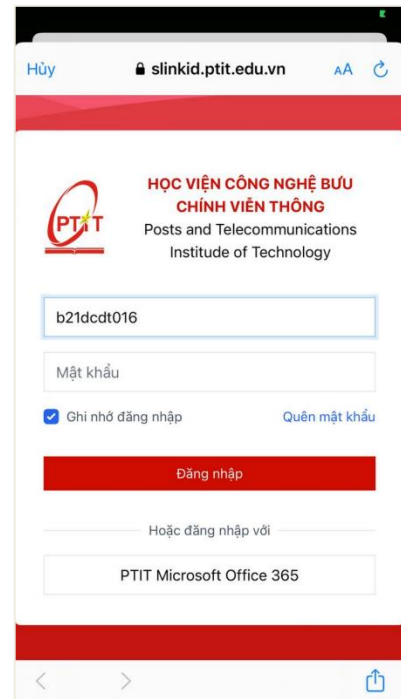 Hủy
slinkid.ptit.edu.vn
AA
PTIT
HỌC VIỆN CÔNG NGHỆ BƯU
CHÍNH VIỄN THÔNG
Posts and Telecommunications
Institude of Technology
b21dcdt016
Mật khẩu
Ghi nhớ đăng nhập
Quên mật khẩu
Đăng nhập
Hoặc đăng nhập với
PTIT Microsoft Office 365